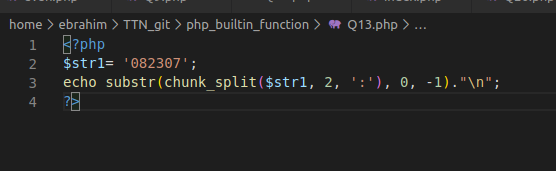 home > ebrahim > TTN_git > php_builtin_function > Q13.php > ...
1 <?php
2 $str1= '082307';
3 echo substr(chunk_split($str1, 2, ':'), 0, -1)."\n";
4 ?>